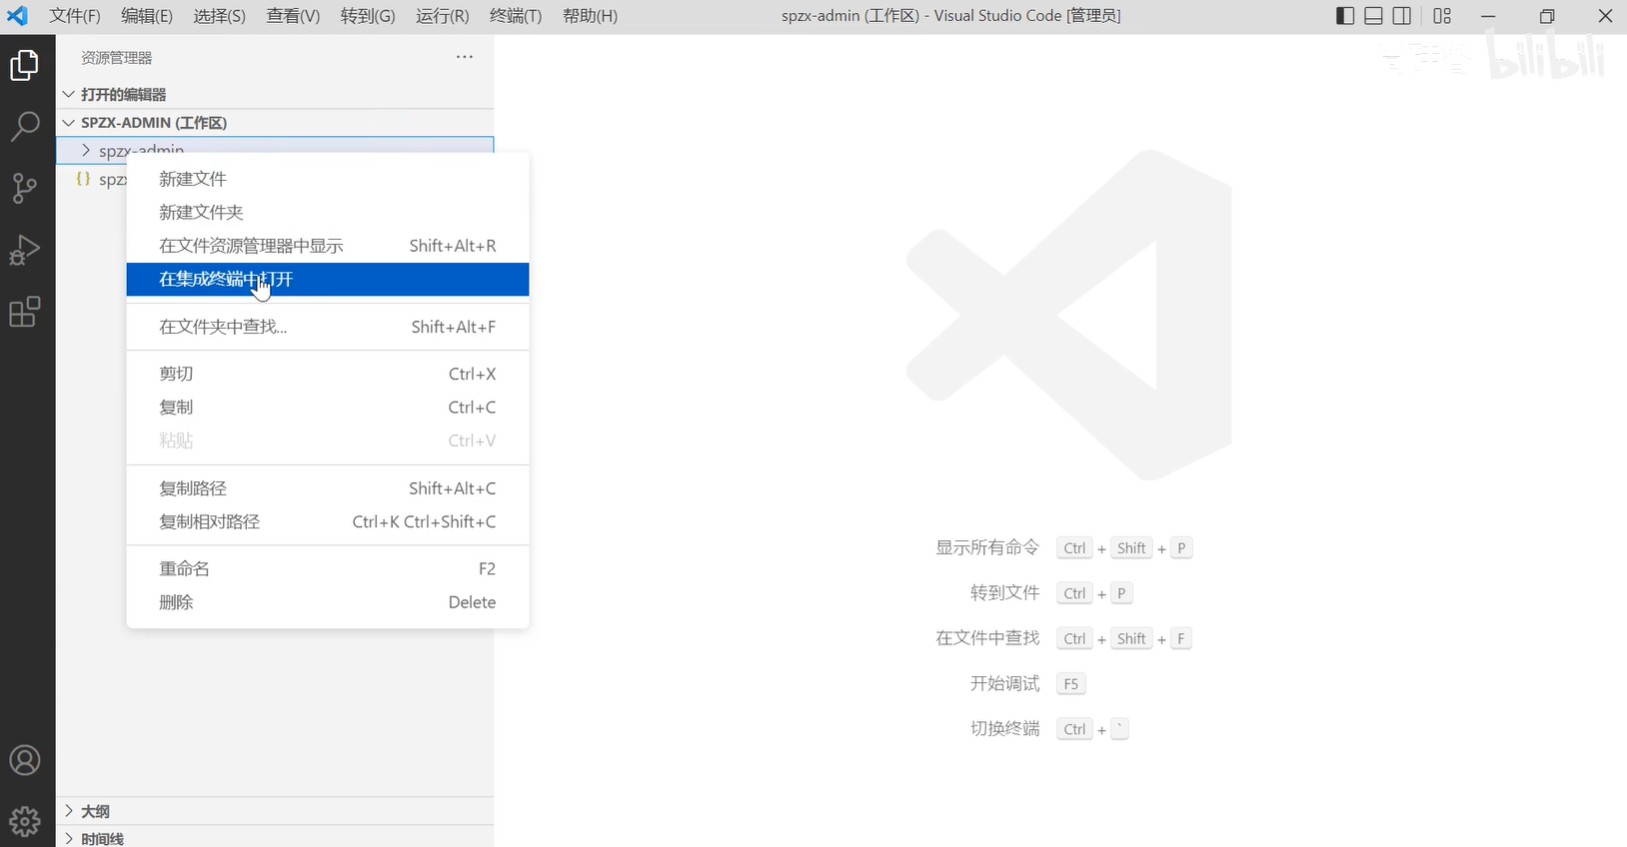 文件(F) 编辑(E) 选择(S) 查看(V) 转到(G) 运行(R) 终端(T) 帮助(H) spzx-admin (工作区) - Visual Studio Code [管理员]
资源管理器
bilibili
打开的编辑器
SPZX-ADMIN (工作区)
spzx-admin
{} spzx
新建文件
新建文件夹
在文件资源管理器中显示 Shift+Alt+R
在集成终端中打开
在文件夹中查找... Shift+Alt+F
剪切 Ctrl+X
复制 Ctrl+C
粘贴 Ctrl+V
复制路径 Shift+Alt+C
复制相对路径 Ctrl+K Ctrl+Shift+C
重命名 F2
删除 Delete
显示所有命令 Ctrl + Shift + P
转到文件 Ctrl + P
在文件中查找 Ctrl + Shift + F
开始调试 F5
切换终端 Ctrl + `
大纲
时间线